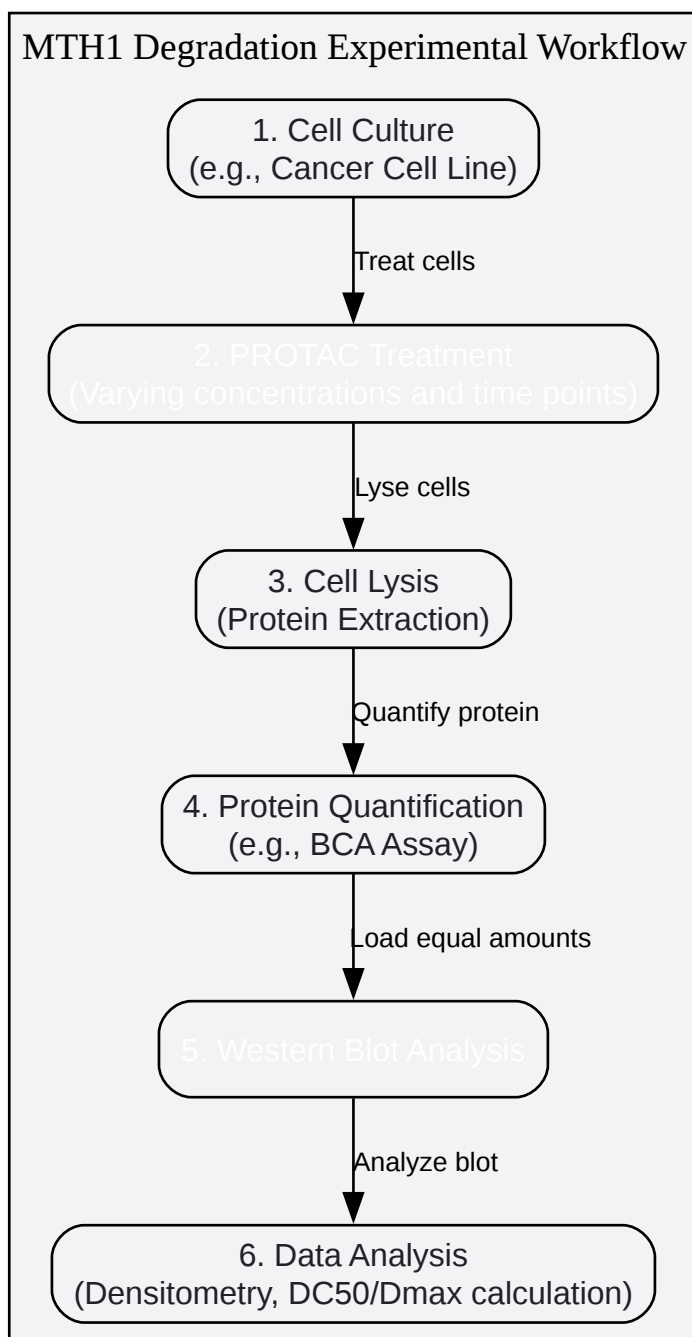 MTH1 Degradation Experimental Workflow
1. Cell Culture
(e.g., Cancer Cell Line)
Treat cells
2. PROTAC Treatment
(Varying concentrations and time points)
Lyse cells
3. Cell Lysis
(Protein Extraction)
Quantify protein
4. Protein Quantification
(e.g., BCA Assay)
Load equal amounts
5. Western Blot Analysis
Analyze blot
6. Data Analysis
(Densitometry, DC50/Dmax calculation)